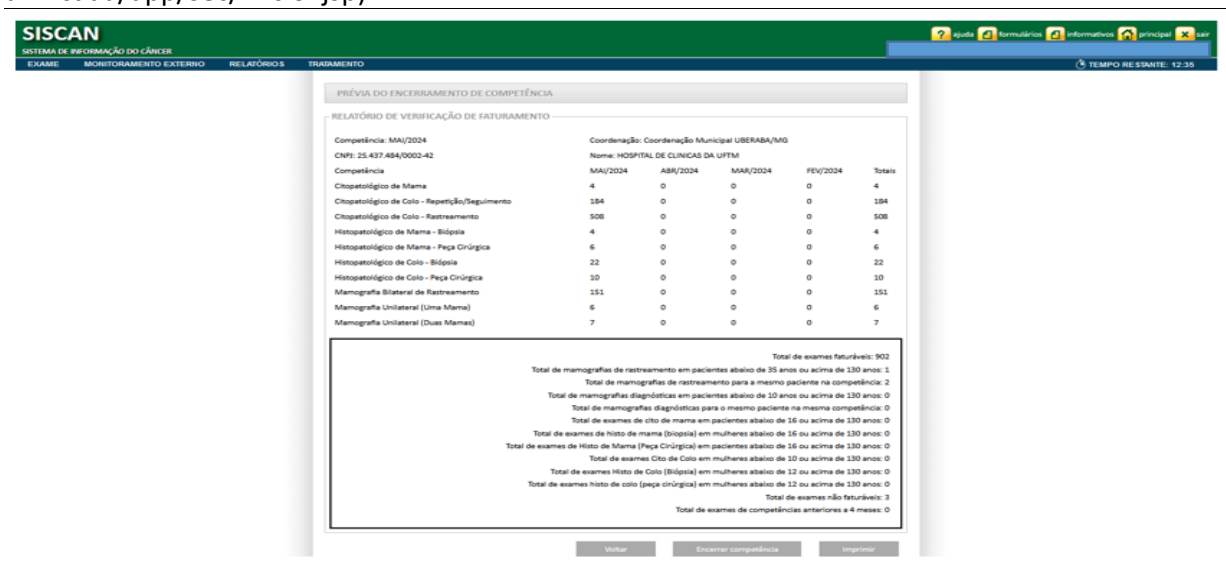 SISCAN
SISTEMA DE INFORMAÇÃO DO CÂNCER
ajuda formulários informativos principal sair
EXAME MONITORAMENTO EXTERNO RELATÓRIOS TRATAMENTO TEMPO RESTANTE: 12:35
PRÉVIA DO ENCERRAMENTO DE COMPETÊNCIA
RELATÓRIO DE VERIFICAÇÃO DE FATURAMENTO
Competência: MAI/2024 Coordenação: Coordenação Municipal UBERABA/MG
CNPJ: 25.437.484/0002-42 Nome: HOSPITAL DE CLINICAS DA UFTM
Competência MAI/2024 ABR/2024 MAR/2024 FEV/2024 Totais
Citopatológico de Mama 4 0 0 0 4
Citopatológico de Colo - Repetição/Seguimento 184 0 0 0 184
Citopatológico de Colo - Rastreamento 508 0 0 0 508
Histopatológico de Mama - Biópsia 4 0 0 0 4
Histopatológico de Mama - Peça Cirúrgica 6 0 0 0 6
Histopatológico de Colo - Biópsia 22 0 0 0 22
Histopatológico de Colo - Peça Cirúrgica 10 0 0 0 10
Mamografia Bilateral de Rastreamento 151 0 0 0 151
Mamografia Unilateral (Uma Mama) 6 0 0 0 6
Mamografia Unilateral (Duas Mamas) 7 0 0 0 7
Total de exames faturáveis: 902
Total de mamografias de rastreamento em pacientes abaixo de 35 anos ou acima de 130 anos: 1
Total de mamografias de rastreamento para a mesmo paciente na competência: 2
Total de mamografias diagnósticas em pacientes abaixo de 10 anos ou acima de 130 anos: 0
Total de mamografias diagnósticas para o mesmo paciente na mesma competência: 0
Total de exames de cito de mama em pacientes abaixo de 16 ou acima de 130 anos: 0
Total de exames de histo de mama (biopsia) em mulheres abaixo de 16 ou acima de 130 anos: 0
Total de exames de Histo de Mama (Peça Cirúrgica) em pacientes abaixo de 16 ou acima de 130 anos: 0
Total de exames Cito de Colo em mulheres abaixo de 10 ou acima de 130 anos: 0
Total de exames Histo de Colo (Biópsia) em mulheres abaixo de 12 ou acima de 130 anos: 0
Total de exames histo de colo (peça cirúrgica) em mulheres abaixo de 12 ou acima de 130 anos: 0
Total de exames não faturáveis: 3
Total de exames de competências anteriores a 4 meses: 0
Voltar Encerrar competência Imprimir